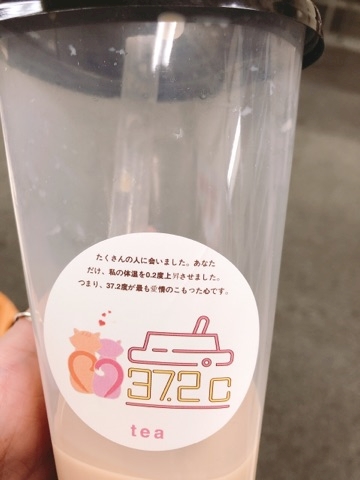 たくさんの人に会いました。あなた
だけ、私の体温を0.2度上げさせました。
つまり、37.2度が最も愛情のこもった心です。
37.2°c
tea